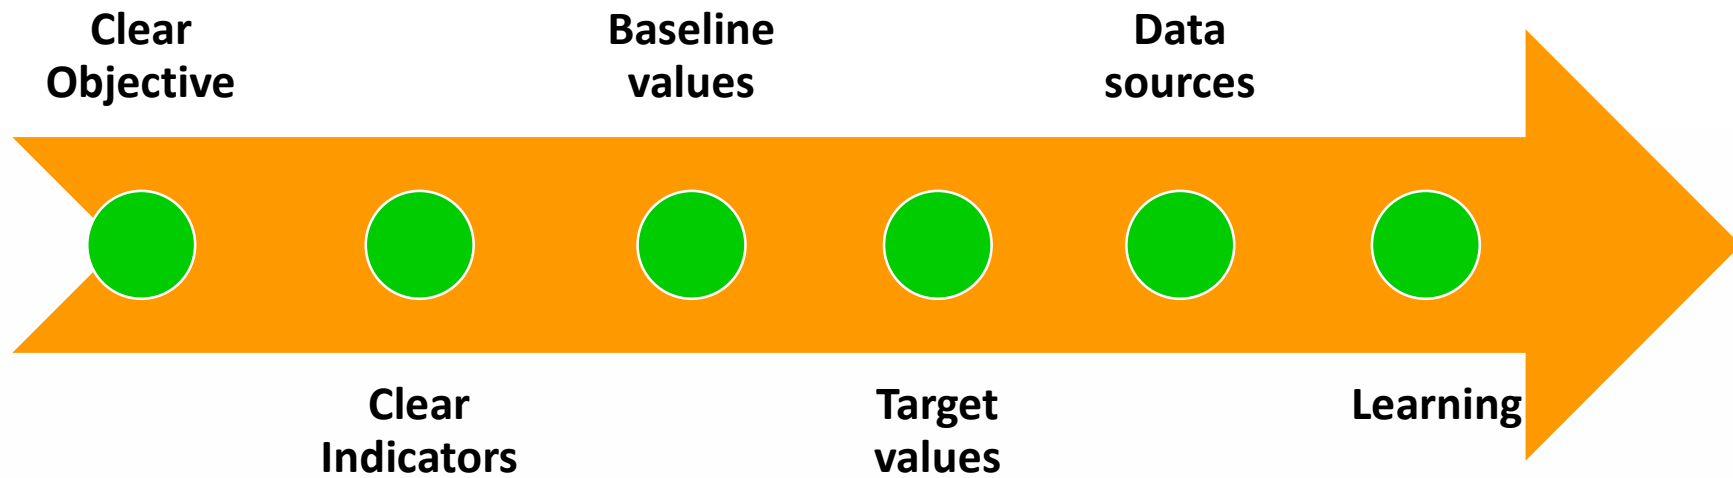 Clear
Objective
Clear
Indicators
Baseline
values
Target
values
Data
sources
Learning